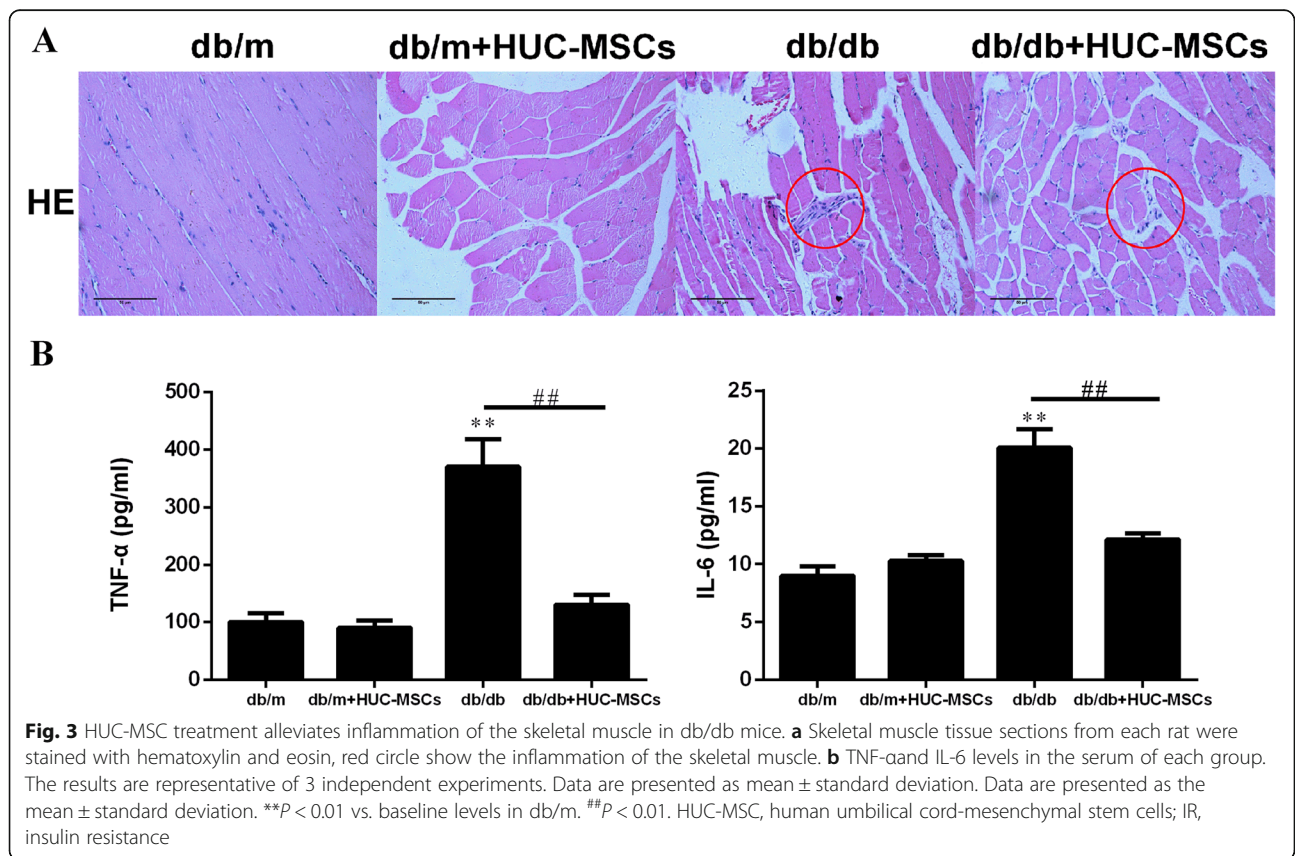 A
db/m db/m+HUC-MSCs db/db db/db+HUC-MSCs
HE
B
500
400
300
200
100
0
TNF-α (pg/ml)
**
##
db/m db/m+HUC-MSCs db/db db/db+HUC-MSCs
25
20
15
10
5
0
IL-6 (pg/ml)
**
##
db/m db/m+HUC-MSCs db/db db/db+HUC-MSCs
Fig. 3 HUC-MSC treatment alleviates inflammation of the skeletal muscle in db/db mice. a Skeletal muscle tissue sections from each rat were
stained with hematoxylin and eosin, red circle show the inflammation of the skeletal muscle. b TNF-αand IL-6 levels in the serum of each group.
The results are representative of 3 independent experiments. Data are presented as mean ± standard deviation. Data are presented as the
mean ± standard deviation. **P < 0.01 vs. baseline levels in db/m. ##P < 0.01. HUC-MSC, human umbilical cord-mesenchymal stem cells; IR,
insulin resistance